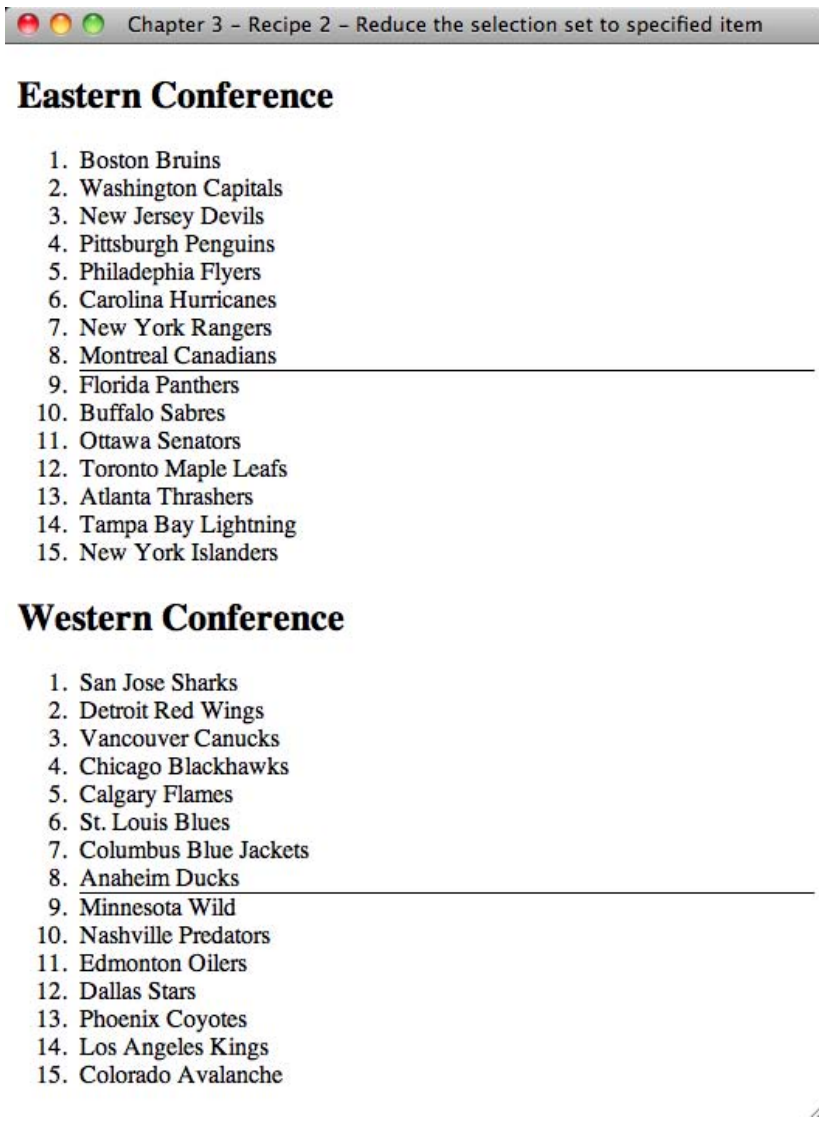 Chapter 3 – Recipe 2 – Reduce the selection set to specified item
Eastern Conference
1. Boston Bruins
2. Washington Capitals
3. New Jersey Devils
4. Pittsburgh Penguins
5. Philadephia Flyers
6. Carolina Hurricanes
7. New York Rangers
8. Montreal Canadians
9. Florida Panthers
10. Buffalo Sabres
11. Ottawa Senators
12. Toronto Maple Leafs
13. Atlanta Thrashers
14. Tampa Bay Lightning
15. New York Islanders
Western Conference
1. San Jose Sharks
2. Detroit Red Wings
3. Vancouver Canucks
4. Chicago Blackhawks
5. Calgary Flames
6. St. Louis Blues
7. Columbus Blue Jackets
8. Anaheim Ducks
9. Minnesota Wild
10. Nashville Predators
11. Edmonton Oilers
12. Dallas Stars
13. Phoenix Coyotes
14. Los Angeles Kings
15. Colorado Avalanche